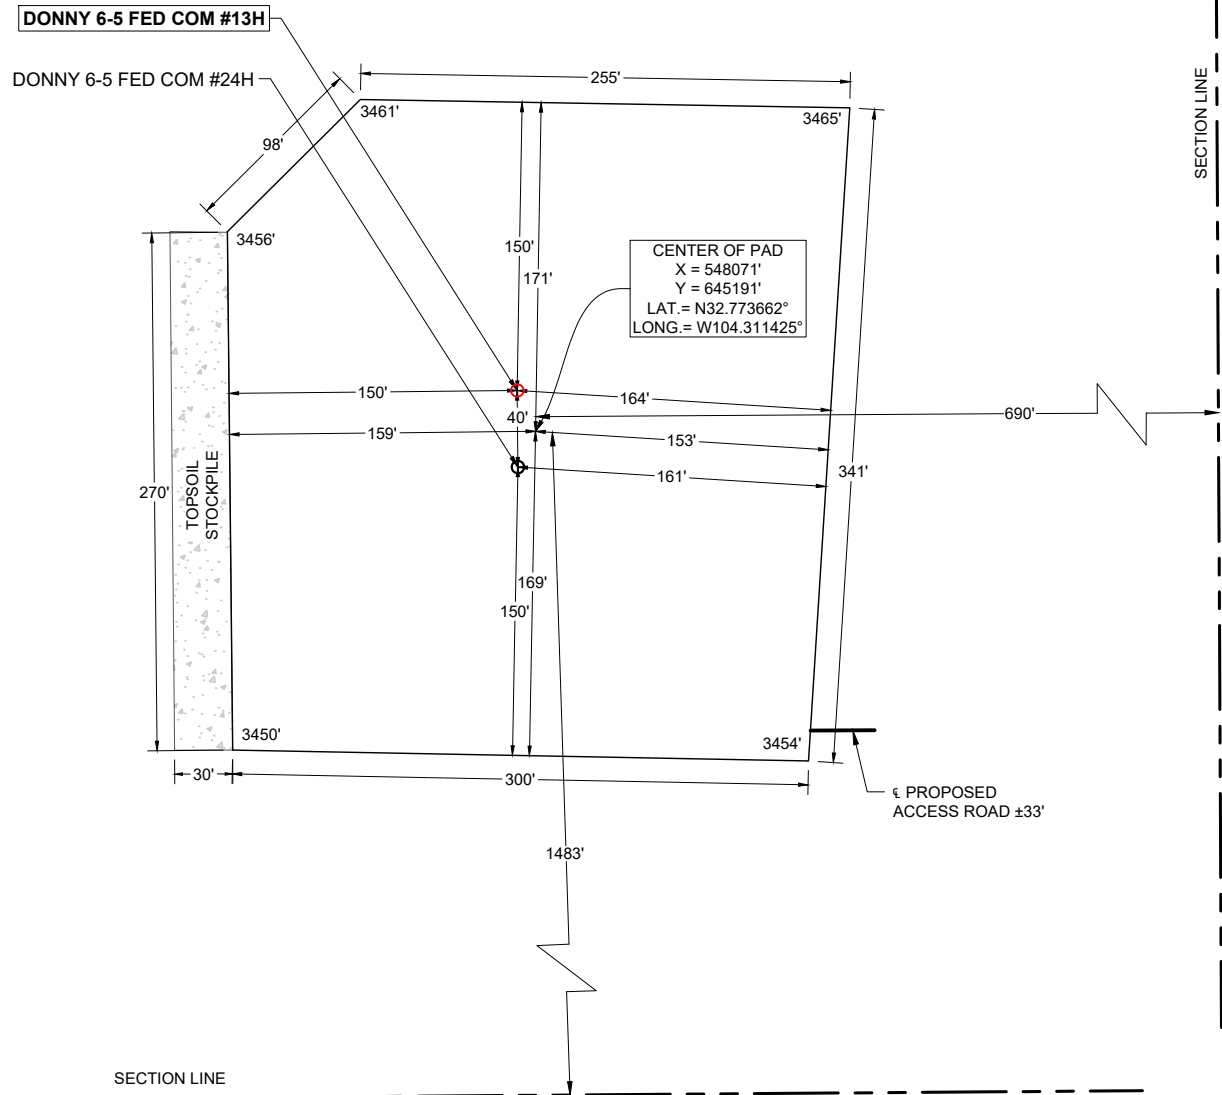 DONNY 6-5 FED COM #13H
DONNY 6-5 FED COM #24H
255'
SECTION LINE
3461'
3465'
98'
3456'
150'
171'
CENTER OF PAD
X = 548071'
Y = 645191'
LAT.= N32.773662°
LONG.= W104.311425°
150'
164'
40'
690'
159'
153'
161'
341'
270'
TOPSOIL
STOCKPILE
169'
150'
3450'
3454'
30'
300'
℄ PROPOSED
ACCESS ROAD ±33'
1483'
SECTION LINE